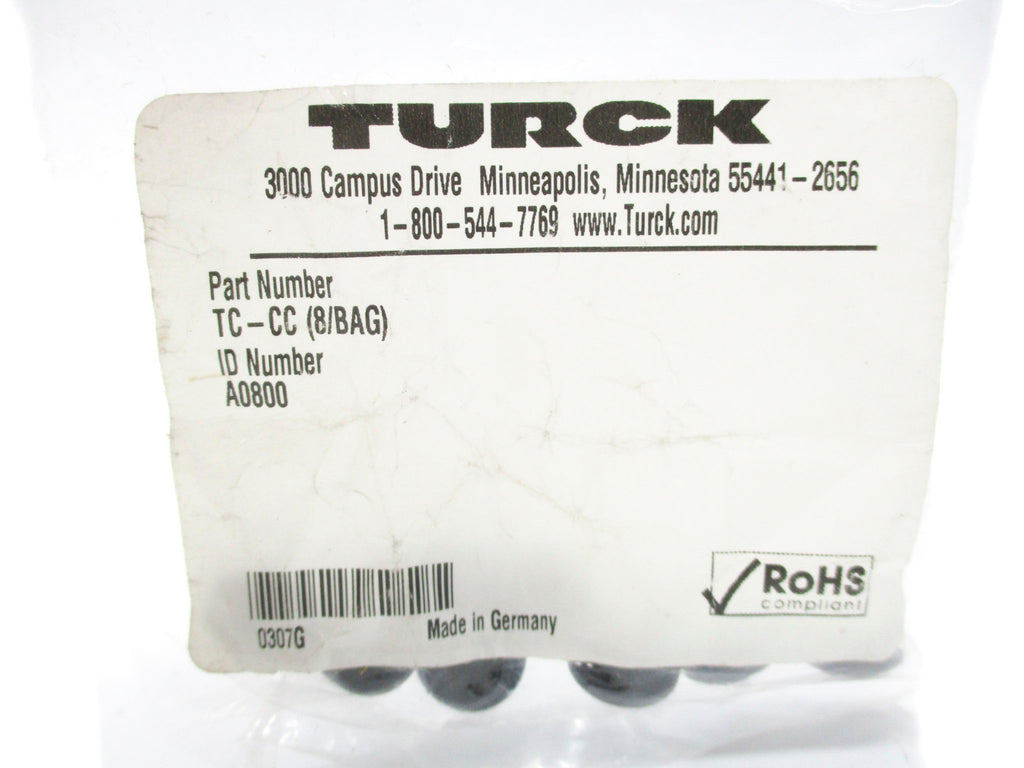 TURCK
3000 Campus Drive Minneapolis, Minnesota 55441-2656
1-800-544-7769 www.Turck.com
Part Number
TC-CC (8/BAG)
ID Number
A0800
RoHS
compliant
0307G
Made in Germany